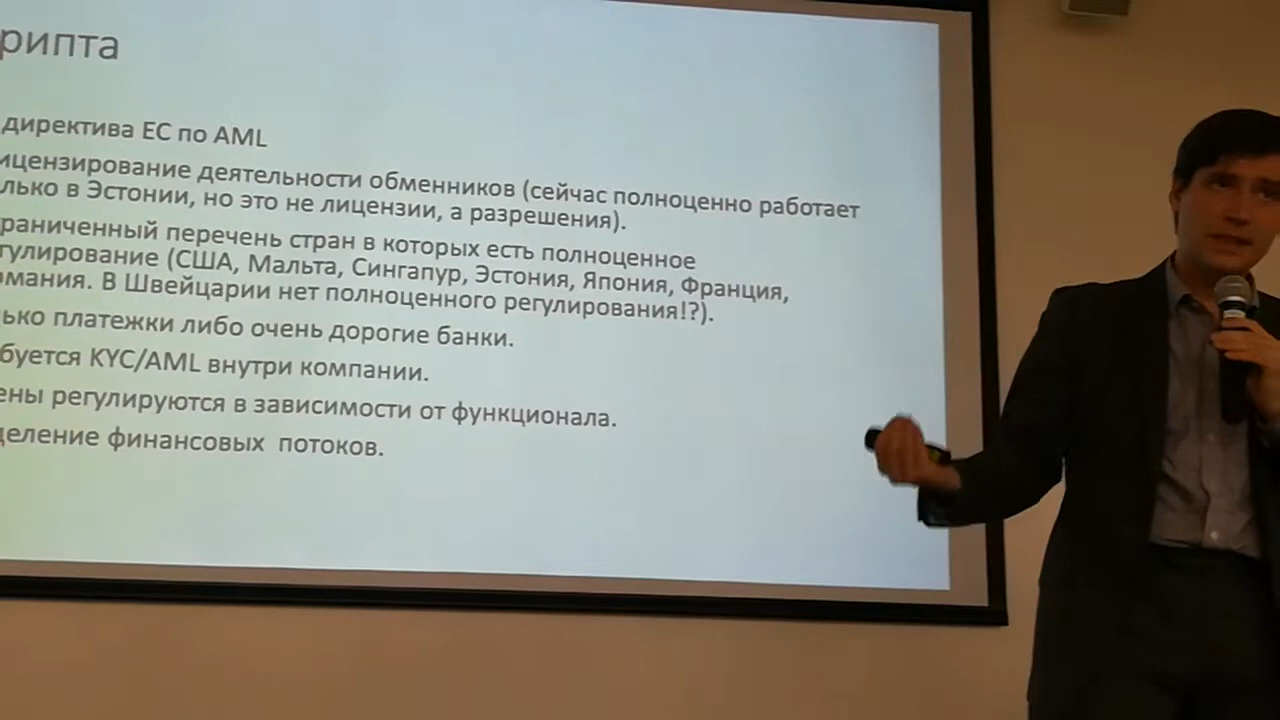 рипта
директива ЕС по AML
ицензирование деятельности обменников (сейчас полноценно работает
лько в Эстонии, но это не лицензии, а разрешения).
раниченный перечень стран в которых есть полноценное
гулирование (США, Мальта, Сингапур, Эстония, Япония, Франция,
мания. В Швейцарии нет полноценного регулирования!?).
ько платежки либо очень дорогие банки.
буется KYC/AML внутри компании.
ены регулируются в зависимости от функционала.
деление финансовых потоков.